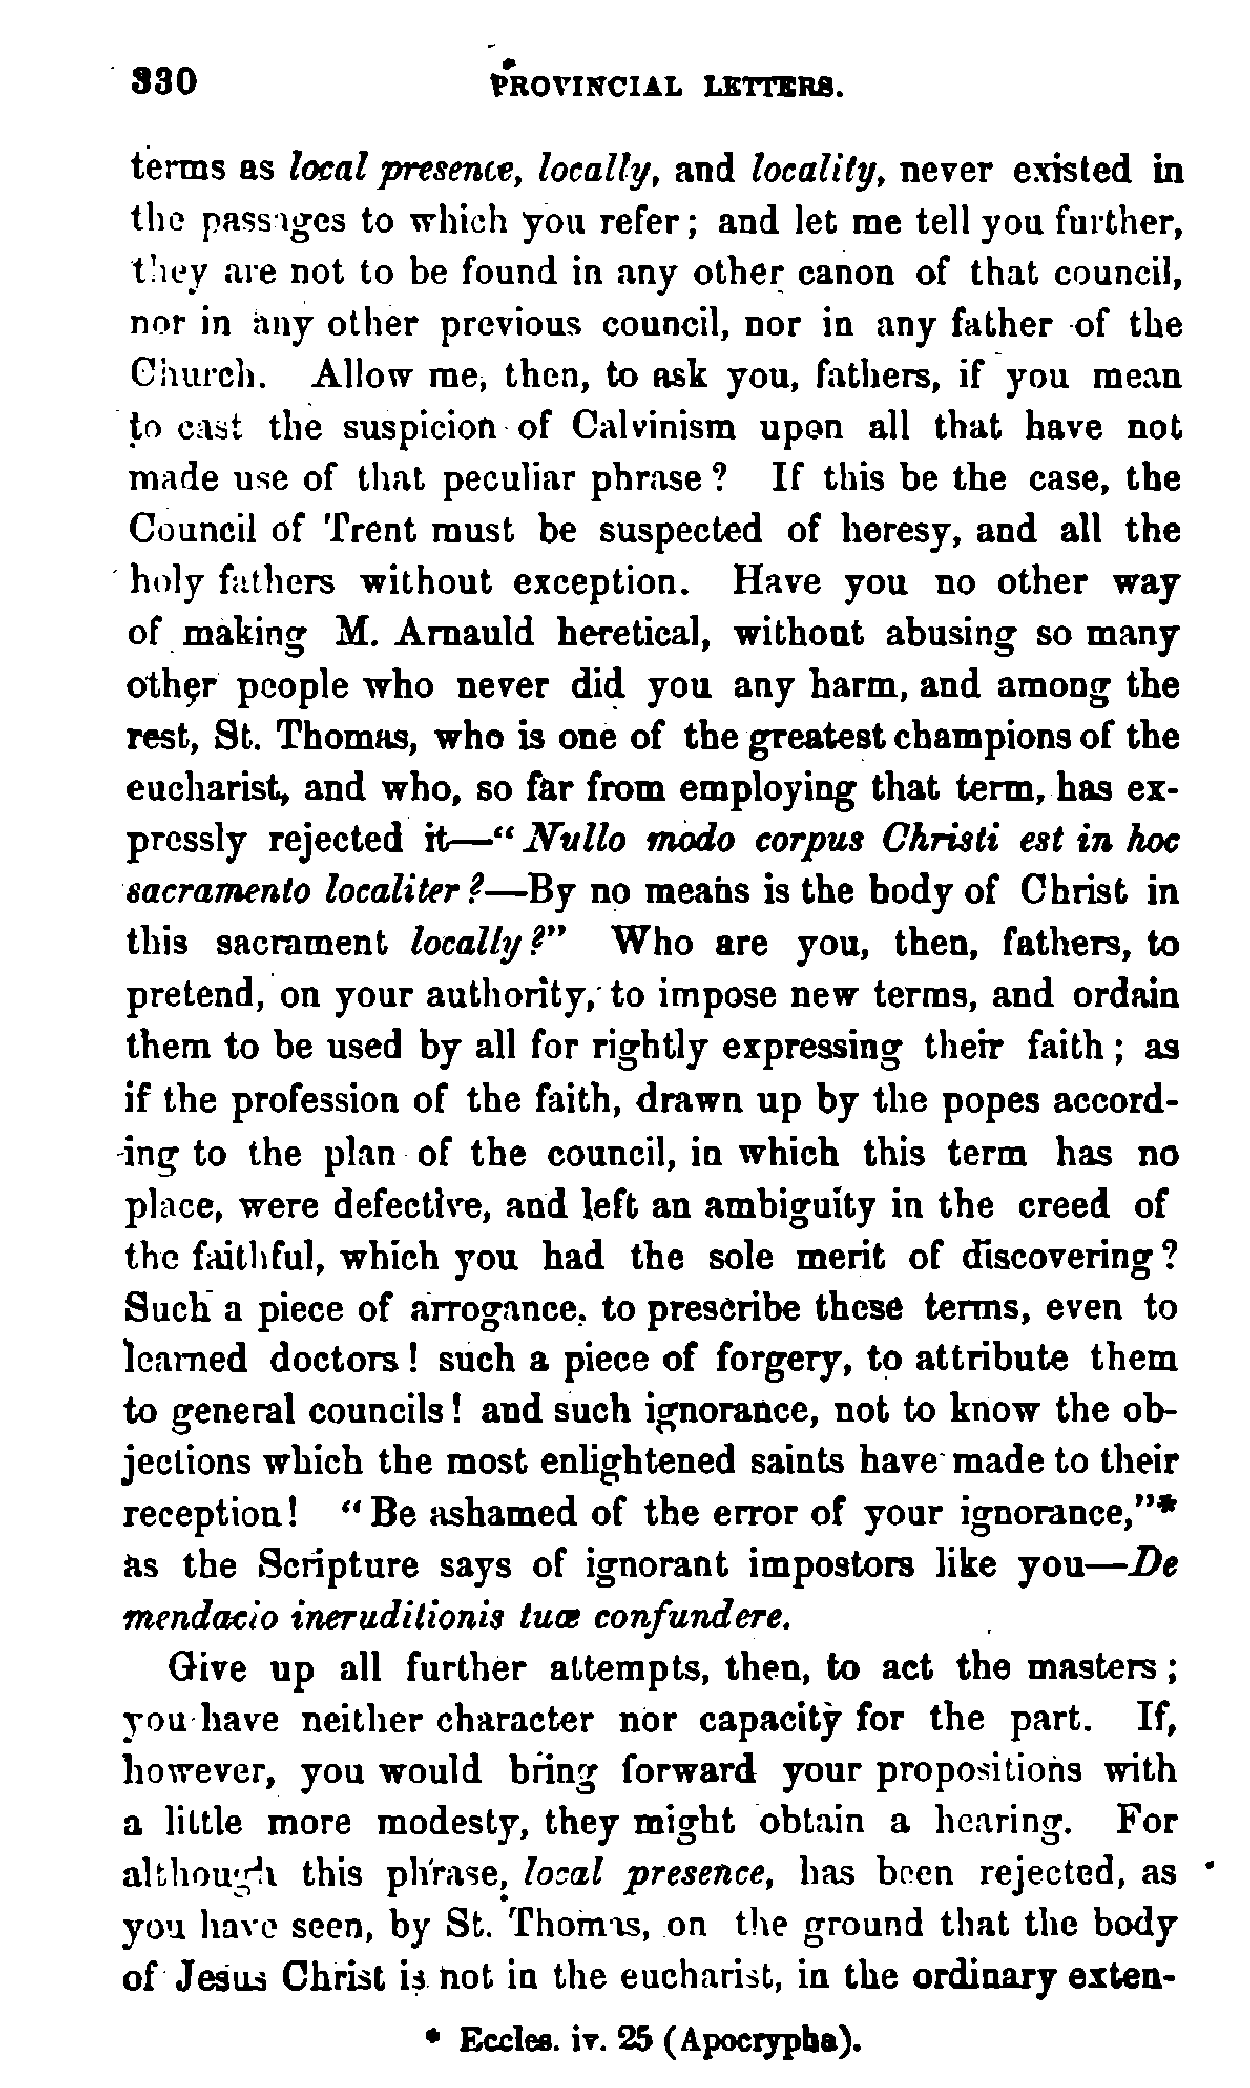 330 PROVINCIAL LETTERS.
terms as local presence, locally, and locality, never existed in
the passages to which you refer; and let me tell you further,
they are not to be found in any other canon of that council,
nor in any other previous council, nor in any father of the
Church. Allow me, then, to ask you, fathers, if you mean
to cast the suspicion of Calvinism upon all that have not
made use of that peculiar phrase? If this be the case, the
Council of Trent must be suspected of heresy, and all the
holy fathers without exception. Have you no other way
of making M. Arnauld heretical, without abusing so many
other people who never did you any harm, and among the
rest, St. Thomas, who is one of the greatest champions of the
eucharist, and who, so far from employing that term, has ex-
pressly rejected it—“Nullo modo corpus Christi est in hoc
sacramento localiter?—By no means is the body of Christ in
this sacrament locally?” Who are you, then, fathers, to
pretend, on your authority, to impose new terms, and ordain
them to be used by all for rightly expressing their faith; as
if the profession of the faith, drawn up by the popes accord-
ing to the plan of the council, in which this term has no
place, were defective, and left an ambiguity in the creed of
the faithful, which you had the sole merit of discovering?
Such a piece of arrogance, to prescribe these terms, even to
learned doctors! such a piece of forgery, to attribute them
to general councils! and such ignorance, not to know the ob-
jections which the most enlightened saints have made to their
reception! “Be ashamed of the error of your ignorance,”*
as the Scripture says of ignorant impostors like you—De
mendacio ineruditionis tuæ confundere.
Give up all further attempts, then, to act the masters;
you have neither character nor capacity for the part. If,
however, you would bring forward your propositions with
a little more modesty, they might obtain a hearing. For
although this phrase, local presence, has been rejected, as
you have seen, by St. Thomas, on the ground that the body
of Jesus Christ is not in the eucharist, in the ordinary exten-
* Eccles. iv. 25 (Apocrypha).